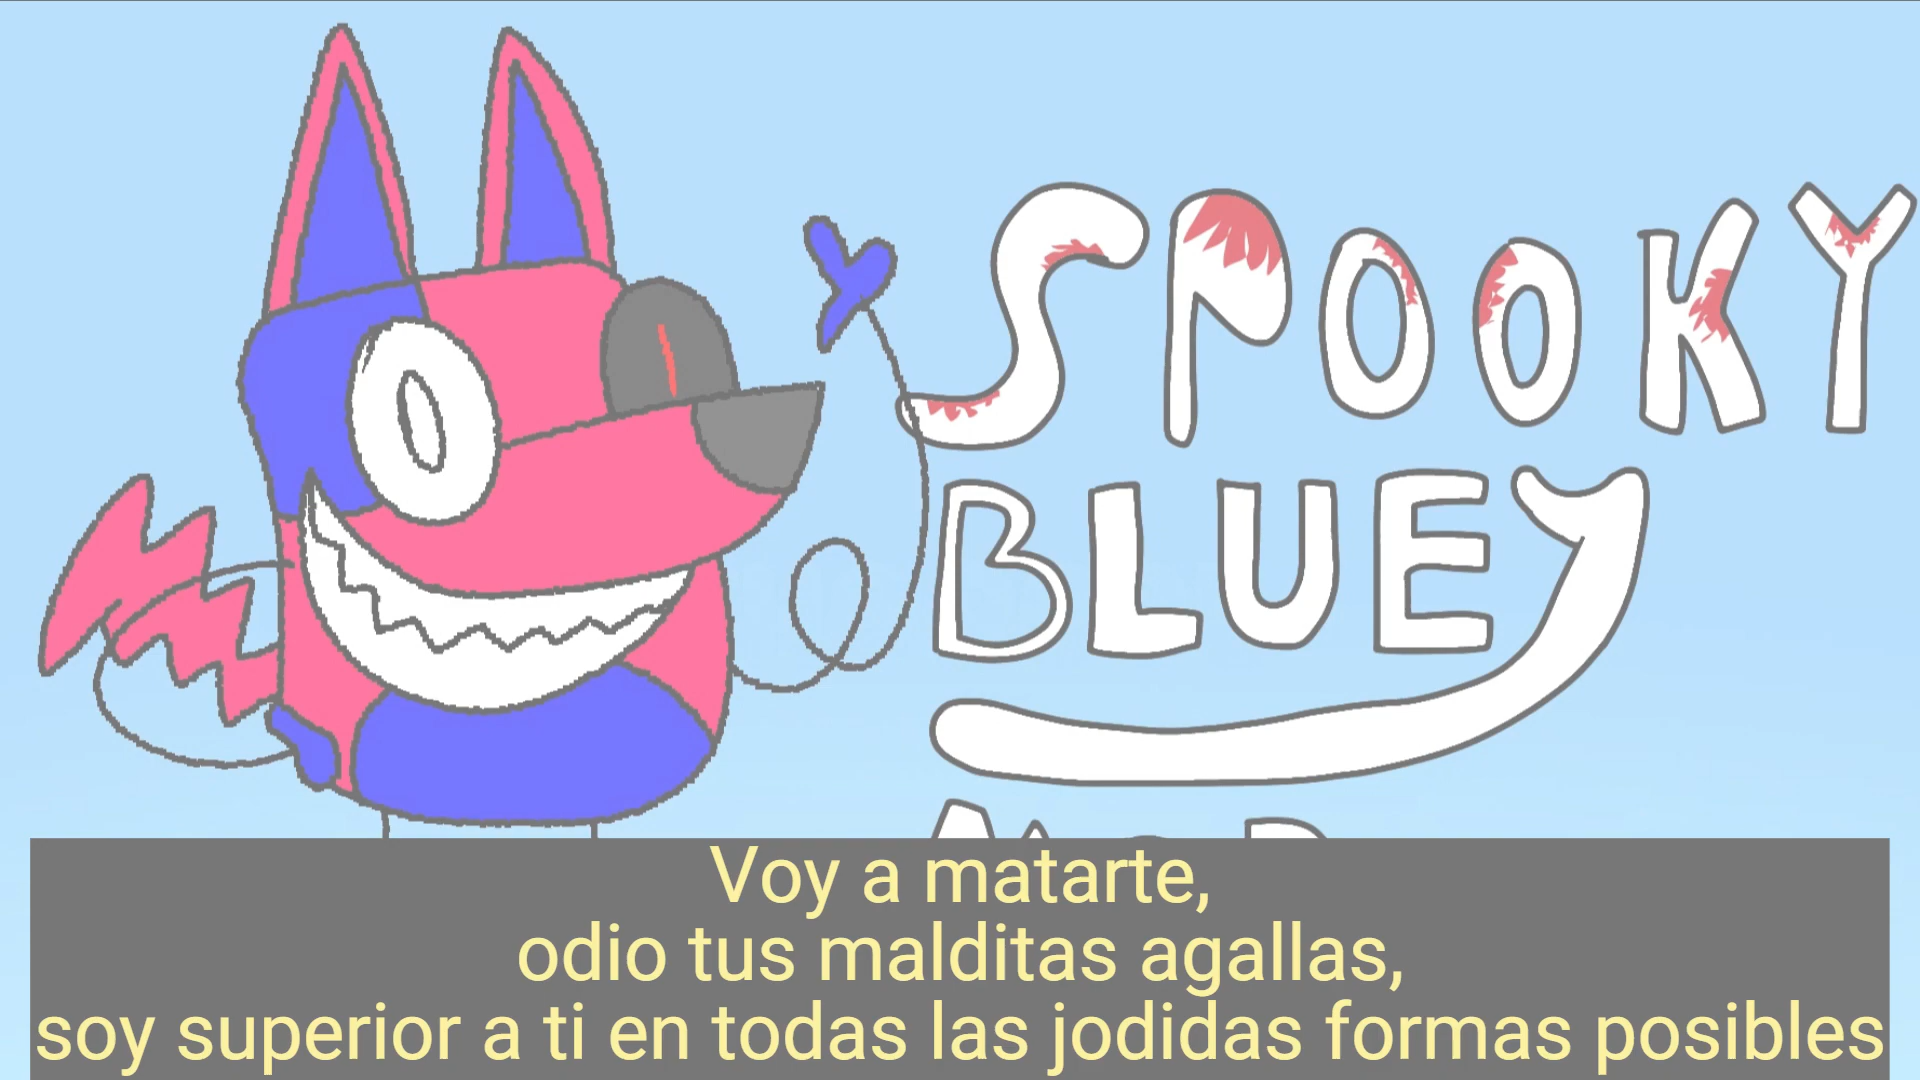 SPOOKY
BLUEY
Voy a matarte,
odio tus malditas agallas,
soy superior a ti en todas las jodidas formas posibles